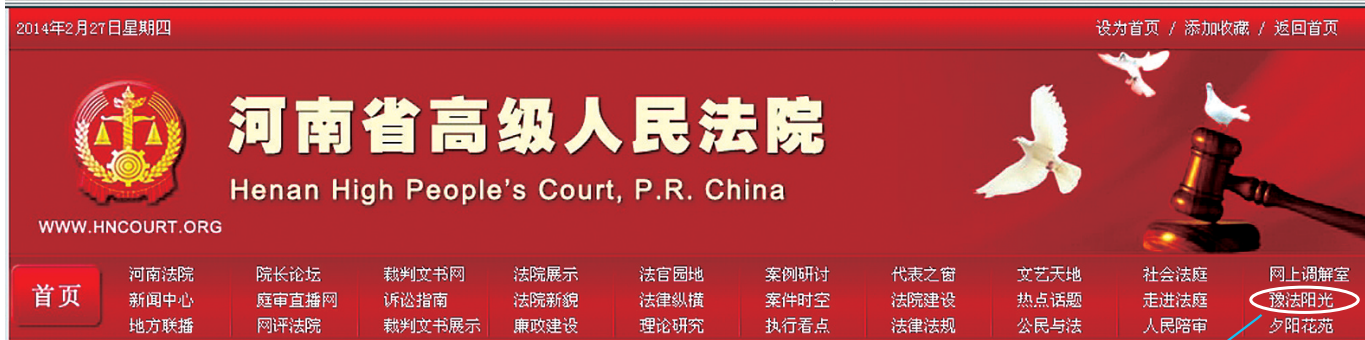 2014年2月27日星期四
设为首页 / 添加收藏 / 返回首页
河南省高级人民法院
Henan High People's Court, P.R. China
WWW.HNCOURT.ORG
首页
河南法院 院长论坛 裁判文书网 法院展示 法官园地 案例研讨 代表之窗 文艺天地 社会法庭 网上调解室
新闻中心 庭审直播网 诉讼指南 法院新貌 法律纵横 案件时空 法院建设 热点话题 走进法庭 豫法阳光
地方联播 网评法院 裁判文书展示 廉政建设 理论研究 执行看点 法律法规 公民与法 人民陪审 夕阳花苑